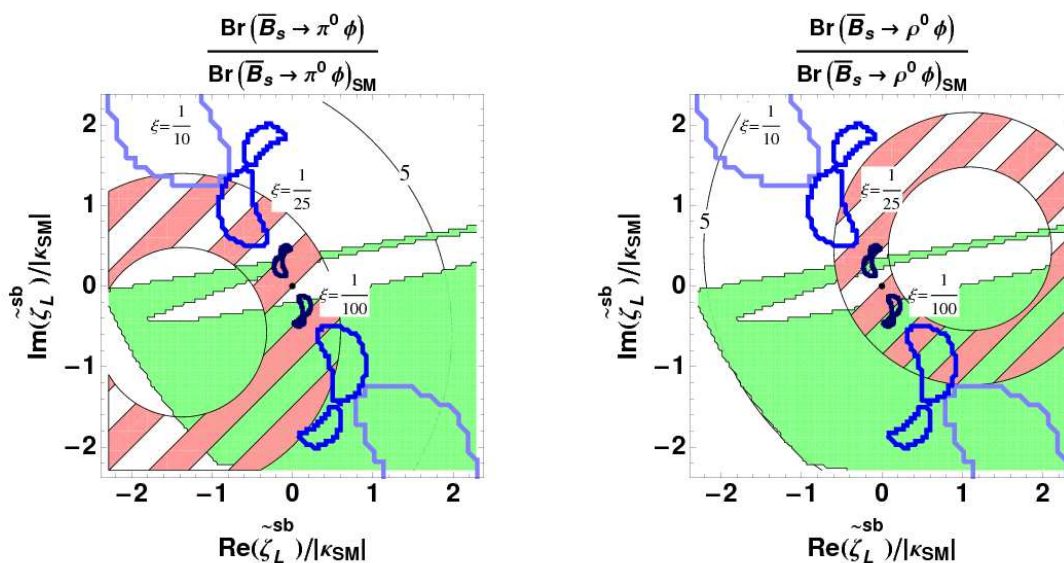 Br (B̅s → π⁰ ϕ)
Br (B̅s → π⁰ ϕ)SM
2
1
0
−1
−2
Im(ζ̃L^sb)/|κSM|
ξ=1/10
ξ=1/25
5
ξ=1/100
−2 −1 0 1 2
Re(ζ̃L^sb)/|κSM|
Br (B̅s → ρ⁰ ϕ)
Br (B̅s → ρ⁰ ϕ)SM
2
1
0
−1
−2
Im(ζ̃L^sb)/|κSM|
ξ=1/10
5
ξ=1/25
ξ=1/100
−2 −1 0 1 2
Re(ζ̃L^sb)/|κSM|